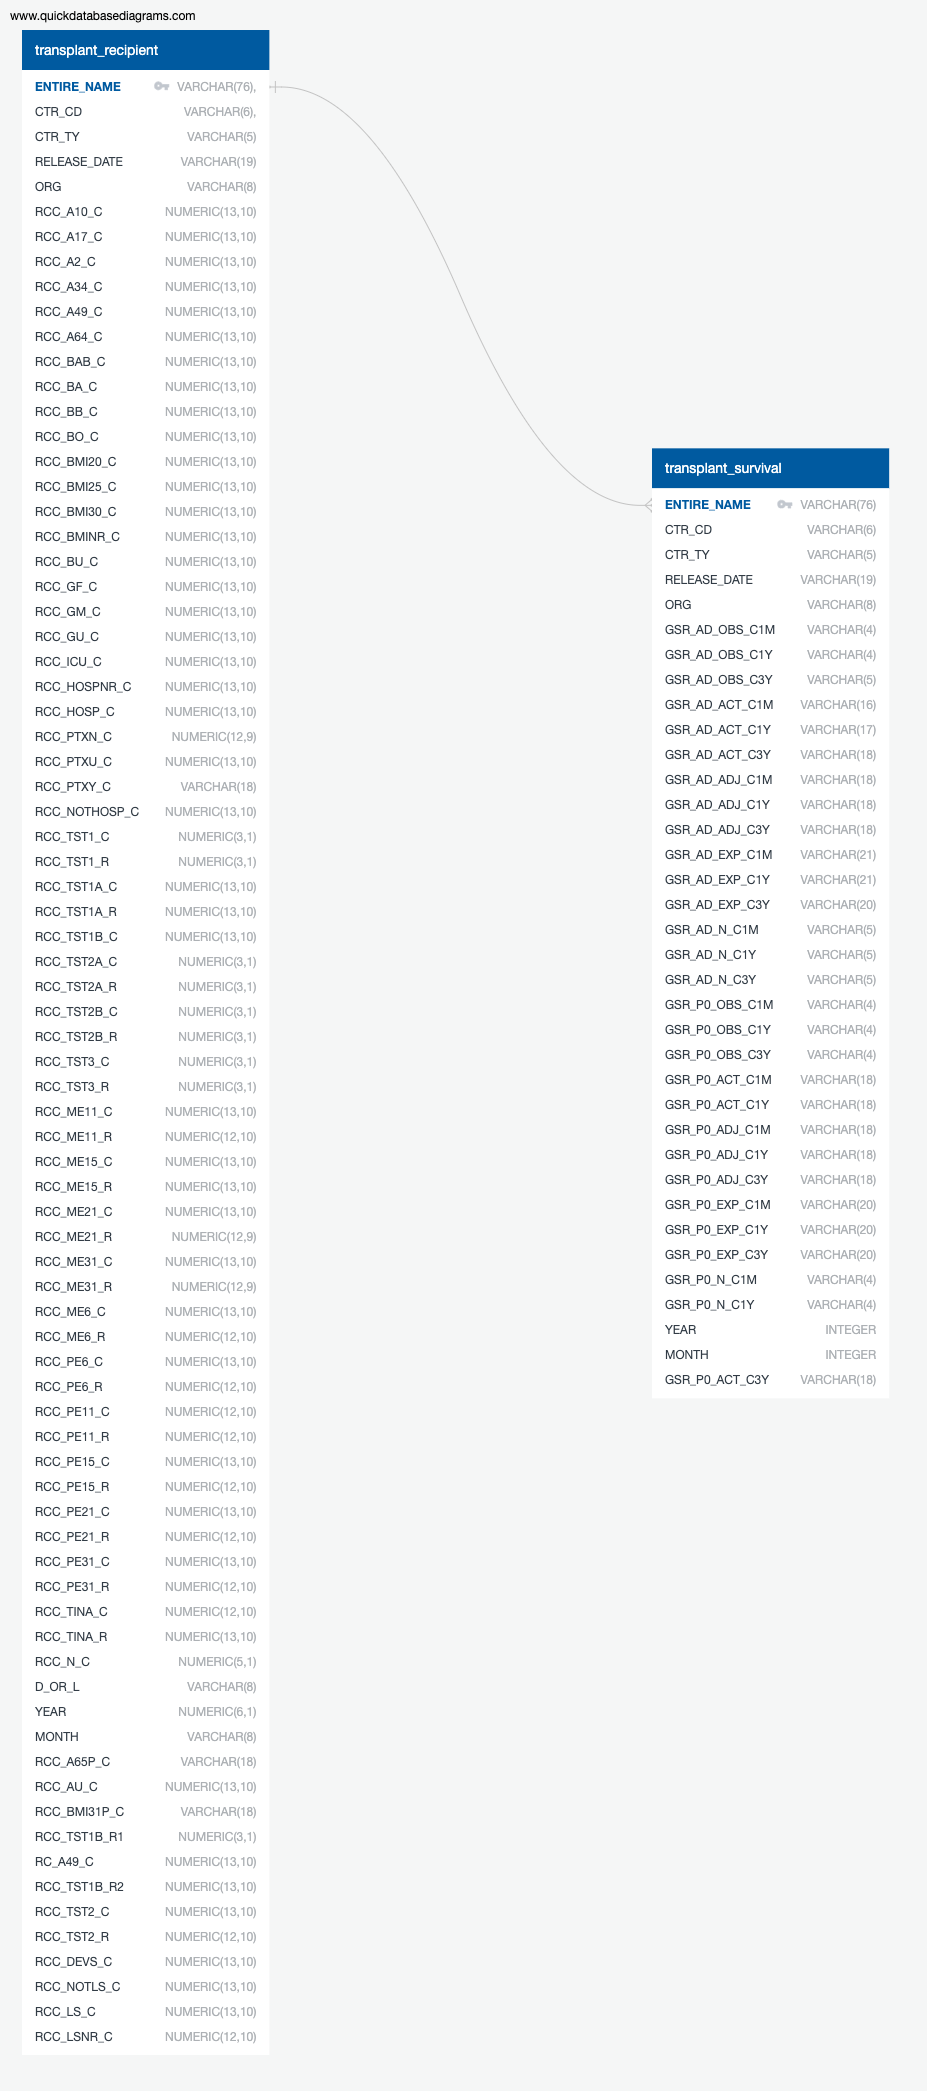 www.quickdatabasediagrams.com
transplant_recipient
ENTIRE_NAME VARCHAR(76),
CTR_CD VARCHAR(6),
CTR_TY VARCHAR(5)
RELEASE_DATE VARCHAR(19)
ORG VARCHAR(8)
RCC_A10_C NUMERIC(13,10)
RCC_A17_C NUMERIC(13,10)
RCC_A2_C NUMERIC(13,10)
RCC_A34_C NUMERIC(13,10)
RCC_A49_C NUMERIC(13,10)
RCC_A64_C NUMERIC(13,10)
RCC_BAB_C NUMERIC(13,10)
RCC_BA_C NUMERIC(13,10)
RCC_BB_C NUMERIC(13,10)
RCC_BO_C NUMERIC(13,10)
RCC_BMI20_C NUMERIC(13,10)
RCC_BMI25_C NUMERIC(13,10)
RCC_BMI30_C NUMERIC(13,10)
RCC_BMINR_C NUMERIC(13,10)
RCC_BU_C NUMERIC(13,10)
RCC_GF_C NUMERIC(13,10)
RCC_GM_C NUMERIC(13,10)
RCC_GU_C NUMERIC(13,10)
RCC_ICU_C NUMERIC(13,10)
RCC_HOSPNR_C NUMERIC(13,10)
RCC_HOSP_C NUMERIC(13,10)
RCC_PTXN_C NUMERIC(12,9)
RCC_PTXU_C NUMERIC(13,10)
RCC_PTXY_C VARCHAR(18)
RCC_NOTHOSP_C NUMERIC(13,10)
RCC_TST1_C NUMERIC(3,1)
RCC_TST1_R NUMERIC(3,1)
RCC_TST1A_C NUMERIC(13,10)
RCC_TST1A_R NUMERIC(13,10)
RCC_TST1B_C NUMERIC(13,10)
RCC_TST2A_C NUMERIC(3,1)
RCC_TST2A_R NUMERIC(3,1)
RCC_TST2B_C NUMERIC(3,1)
RCC_TST2B_R NUMERIC(3,1)
RCC_TST3_C NUMERIC(3,1)
RCC_TST3_R NUMERIC(3,1)
RCC_ME11_C NUMERIC(13,10)
RCC_ME11_R NUMERIC(12,10)
RCC_ME15_C NUMERIC(13,10)
RCC_ME15_R NUMERIC(13,10)
RCC_ME21_C NUMERIC(13,10)
RCC_ME21_R NUMERIC(12,9)
RCC_ME31_C NUMERIC(13,10)
RCC_ME31_R NUMERIC(12,9)
RCC_ME6_C NUMERIC(13,10)
RCC_ME6_R NUMERIC(12,10)
RCC_PE6_C NUMERIC(13,10)
RCC_PE6_R NUMERIC(12,10)
RCC_PE11_C NUMERIC(12,10)
RCC_PE11_R NUMERIC(12,10)
RCC_PE15_C NUMERIC(13,10)
RCC_PE15_R NUMERIC(12,10)
RCC_PE21_C NUMERIC(13,10)
RCC_PE21_R NUMERIC(12,10)
RCC_PE31_C NUMERIC(13,10)
RCC_PE31_R NUMERIC(12,10)
RCC_TINA_C NUMERIC(12,10)
RCC_TINA_R NUMERIC(13,10)
RCC_N_C NUMERIC(5,1)
D_OR_L VARCHAR(8)
YEAR NUMERIC(6,1)
MONTH VARCHAR(8)
RCC_A65P_C VARCHAR(18)
RCC_AU_C NUMERIC(13,10)
RCC_BMI31P_C VARCHAR(18)
RCC_TST1B_R1 NUMERIC(3,1)
RC_A49_C NUMERIC(13,10)
RCC_TST1B_R2 NUMERIC(13,10)
RCC_TST2_C NUMERIC(13,10)
RCC_TST2_R NUMERIC(12,10)
RCC_DEVS_C NUMERIC(13,10)
RCC_NOTLS_C NUMERIC(13,10)
RCC_LS_C NUMERIC(13,10)
RCC_LSNR_C NUMERIC(12,10)
transplant_survival
ENTIRE_NAME VARCHAR(76)
CTR_CD VARCHAR(6)
CTR_TY VARCHAR(5)
RELEASE_DATE VARCHAR(19)
ORG VARCHAR(8)
GSR_AD_OBS_C1M VARCHAR(4)
GSR_AD_OBS_C1Y VARCHAR(4)
GSR_AD_OBS_C3Y VARCHAR(5)
GSR_AD_ACT_C1M VARCHAR(16)
GSR_AD_ACT_C1Y VARCHAR(17)
GSR_AD_ACT_C3Y VARCHAR(18)
GSR_AD_ADJ_C1M VARCHAR(18)
GSR_AD_ADJ_C1Y VARCHAR(18)
GSR_AD_ADJ_C3Y VARCHAR(18)
GSR_AD_EXP_C1M VARCHAR(21)
GSR_AD_EXP_C1Y VARCHAR(21)
GSR_AD_EXP_C3Y VARCHAR(20)
GSR_AD_N_C1M VARCHAR(5)
GSR_AD_N_C1Y VARCHAR(5)
GSR_AD_N_C3Y VARCHAR(5)
GSR_P0_OBS_C1M VARCHAR(4)
GSR_P0_OBS_C1Y VARCHAR(4)
GSR_P0_OBS_C3Y VARCHAR(4)
GSR_P0_ACT_C1M VARCHAR(18)
GSR_P0_ACT_C1Y VARCHAR(18)
GSR_P0_ADJ_C1M VARCHAR(18)
GSR_P0_ADJ_C1Y VARCHAR(18)
GSR_P0_ADJ_C3Y VARCHAR(18)
GSR_P0_EXP_C1M VARCHAR(20)
GSR_P0_EXP_C1Y VARCHAR(20)
GSR_P0_EXP_C3Y VARCHAR(20)
GSR_P0_N_C1M VARCHAR(4)
GSR_P0_N_C1Y VARCHAR(4)
YEAR INTEGER
MONTH INTEGER
GSR_P0_ACT_C3Y VARCHAR(18)